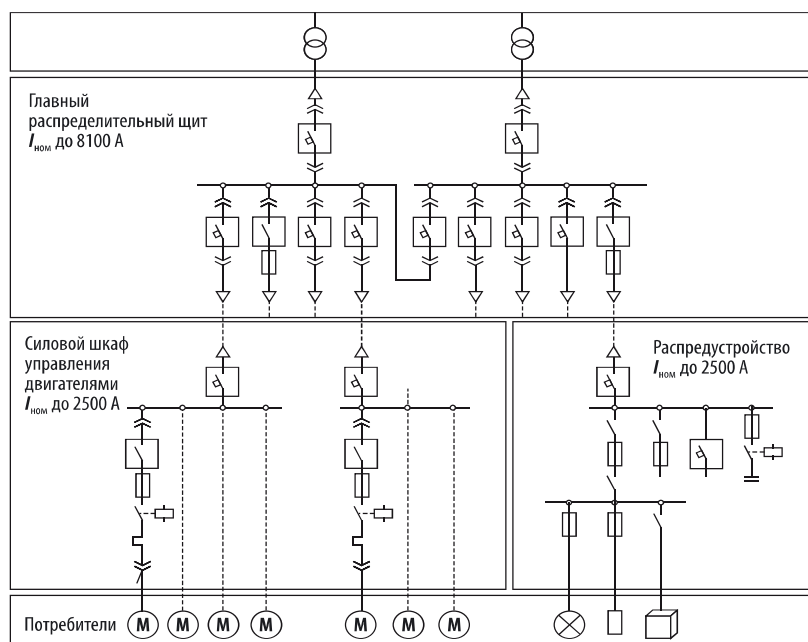 Главный
распределительный щит
Iном до 8100 А
Силовой шкаф
управления
двигателями
Iном до 2500 А
Распредустройство
Iном до 2500 А
Потребители
М М М М М М М